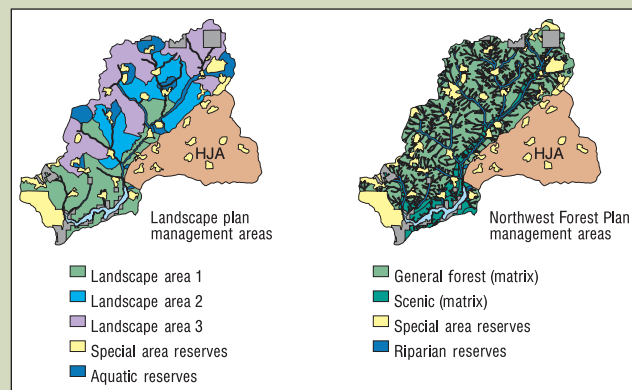 HJA
Landscape plan
management areas
Landscape area 1
Landscape area 2
Landscape area 3
Special area reserves
Aquatic reserves
HJA
Northwest Forest Plan
management areas
General forest (matrix)
Scenic (matrix)
Special area reserves
Riparian reserves